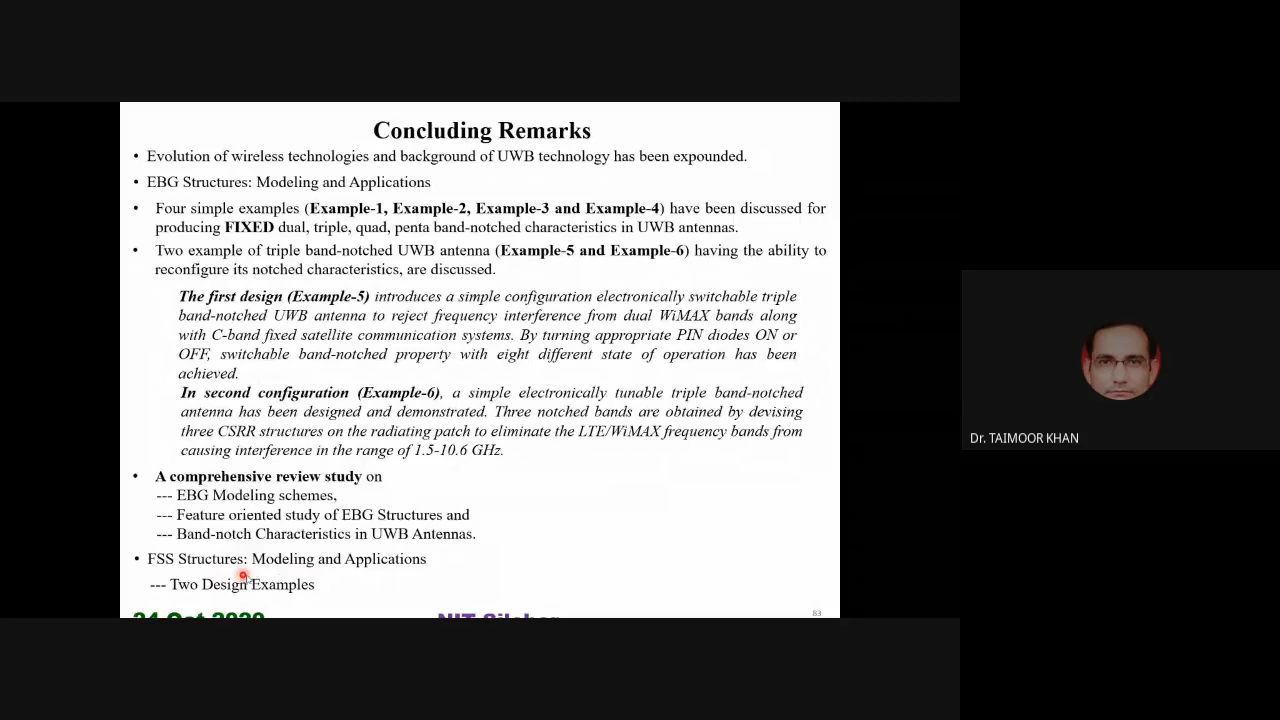 Concluding Remarks
• Evolution of wireless technologies and background of UWB technology has been expounded.
• EBG Structures: Modeling and Applications
• Four simple examples (Example-1, Example-2, Example-3 and Example-4) have been discussed for
producing FIXED dual, triple, quad, penta band-notched characteristics in UWB antennas.
• Two example of triple band-notched UWB antenna (Example-5 and Example-6) having the ability to
reconfigure its notched characteristics, are discussed.
The first design (Example-5) introduces a simple configuration electronically switchable triple
band-notched UWB antenna to reject frequency interference from dual WiMAX bands along
with C-band fixed satellite communication systems. By turning appropriate PIN diodes ON or
OFF, switchable band-notched property with eight different state of operation has been
achieved.
In second configuration (Example-6), a simple electronically tunable triple band-notched
antenna has been designed and demonstrated. Three notched bands are obtained by devising
three CSRR structures on the radiating patch to eliminate the LTE/WiMAX frequency bands from
causing interference in the range of 1.5-10.6 GHz.
• A comprehensive review study on
--- EBG Modeling schemes,
--- Feature oriented study of EBG Structures and
--- Band-notch Characteristics in UWB Antennas.
• FSS Structures: Modeling and Applications
--- Two Design Examples
24 Oct 2020
NIT Silchar
83
Dr. TAIMOOR KHAN